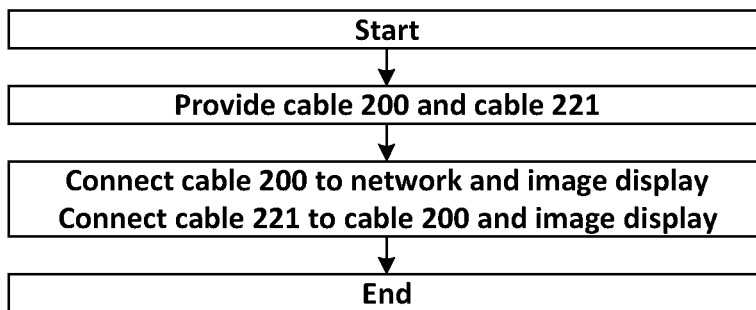 Start
Provide cable 200 and cable 221
Connect cable 200 to network and image display
Connect cable 221 to cable 200 and image display
End